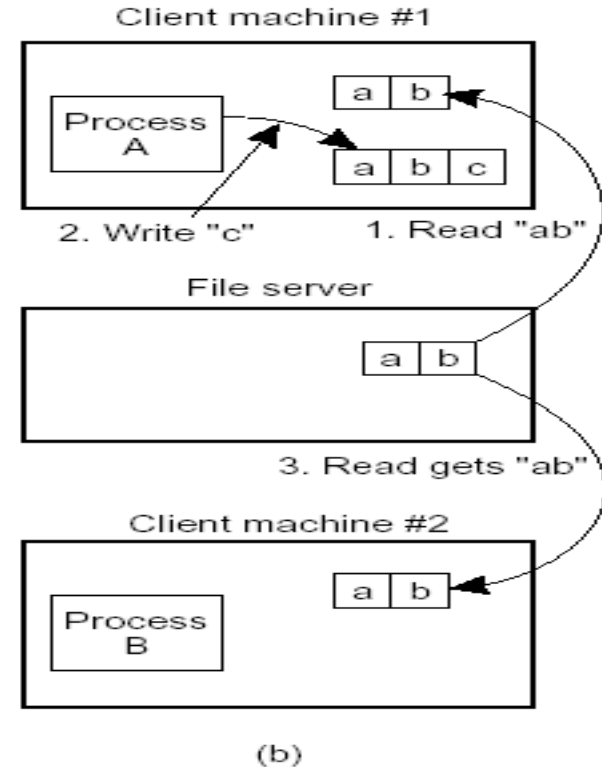 Client machine #1
a b
Process
A
a b c
2. Write "c"
1. Read "ab"
File server
a b
3. Read gets "ab"
Client machine #2
a b
Process
B
(b)